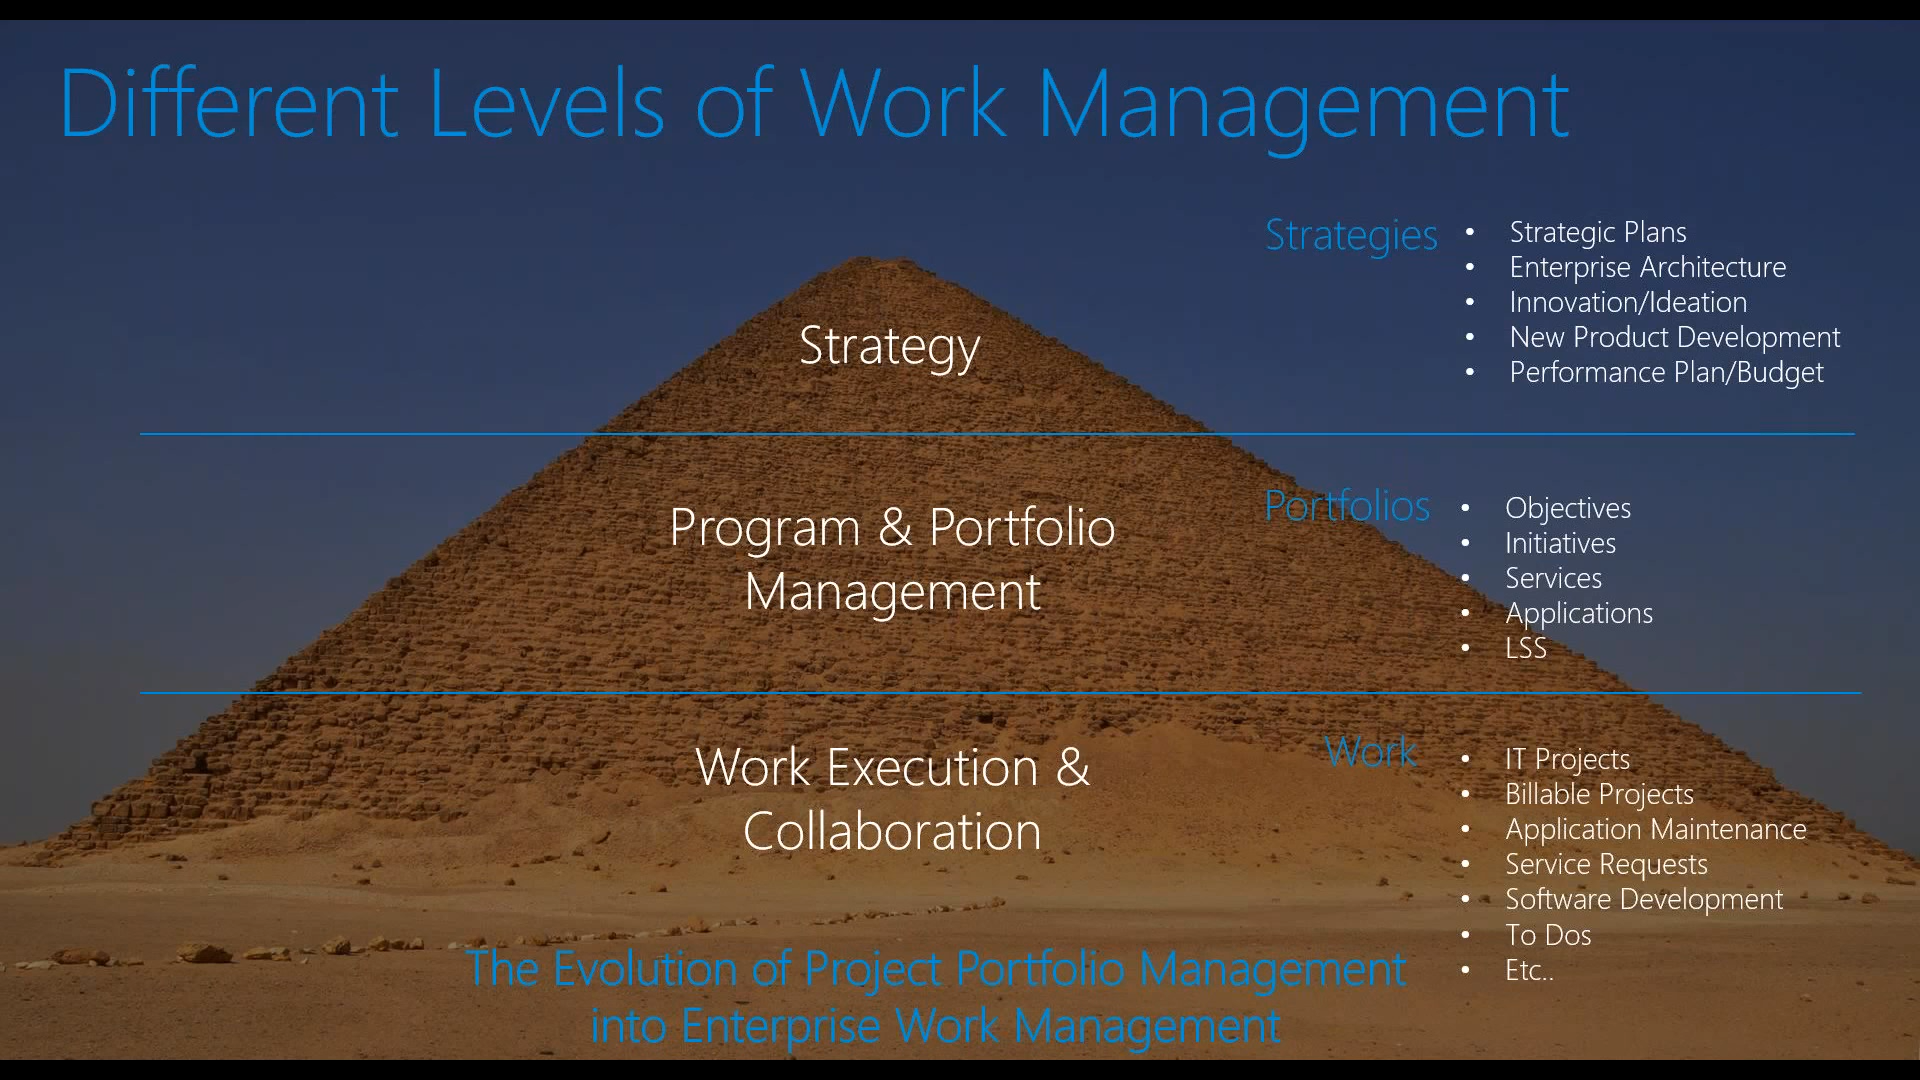 Different Levels of Work Management
Strategy
Strategies
• Strategic Plans
• Enterprise Architecture
• Innovation/Ideation
• New Product Development
• Performance Plan/Budget
Program & Portfolio
Management
Portfolios
• Objectives
• Initiatives
• Services
• Applications
• LSS
Work Execution &
Collaboration
Work
• IT Projects
• Billable Projects
• Application Maintenance
• Service Requests
• Software Development
• To Dos
• Etc..
The Evolution of Project Portfolio Management
into Enterprise Work Management